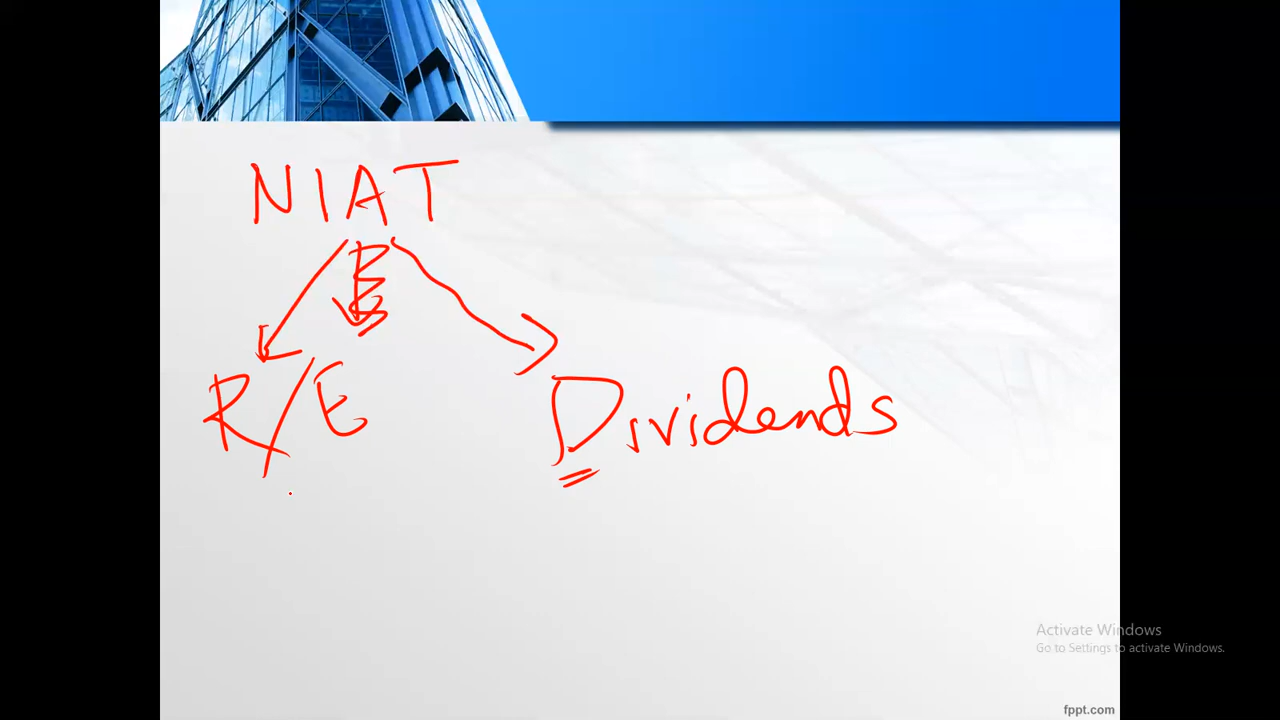 NIAT
R/E
Dividends
Activate Windows
Go to Settings to activate Windows.
fppt.com